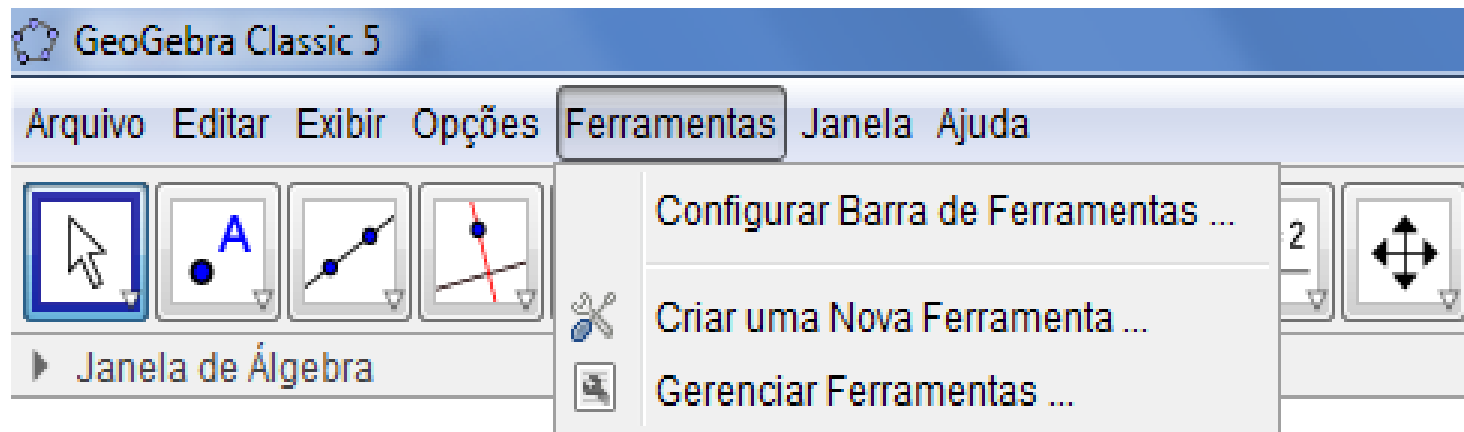 GeoGebra Classic 5
Arquivo Editar Exibir Opções Ferramentas Janela Ajuda
A
Configurar Barra de Ferramentas ...
2
Criar uma Nova Ferramenta ...
Janela de Álgebra
Gerenciar Ferramentas ...